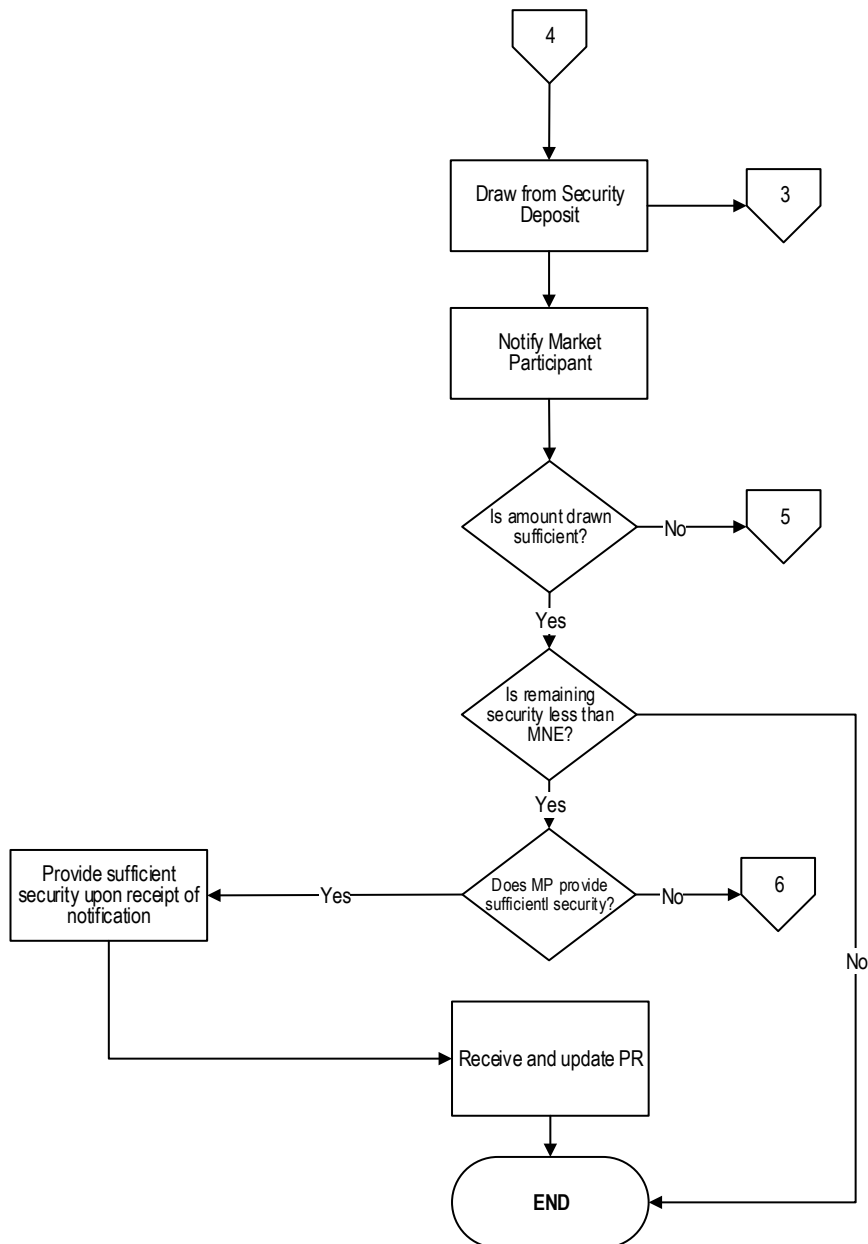 4
Draw from Security
Deposit
3
Notify Market
Participant
Is amount drawn
sufficient?
No
5
Yes
Is remaining
security less than
MNE?
Yes
Provide sufficient
security upon receipt of
notification
Yes
Does MP provide
sufficientl security?
No
6
No
Receive and update PR
END